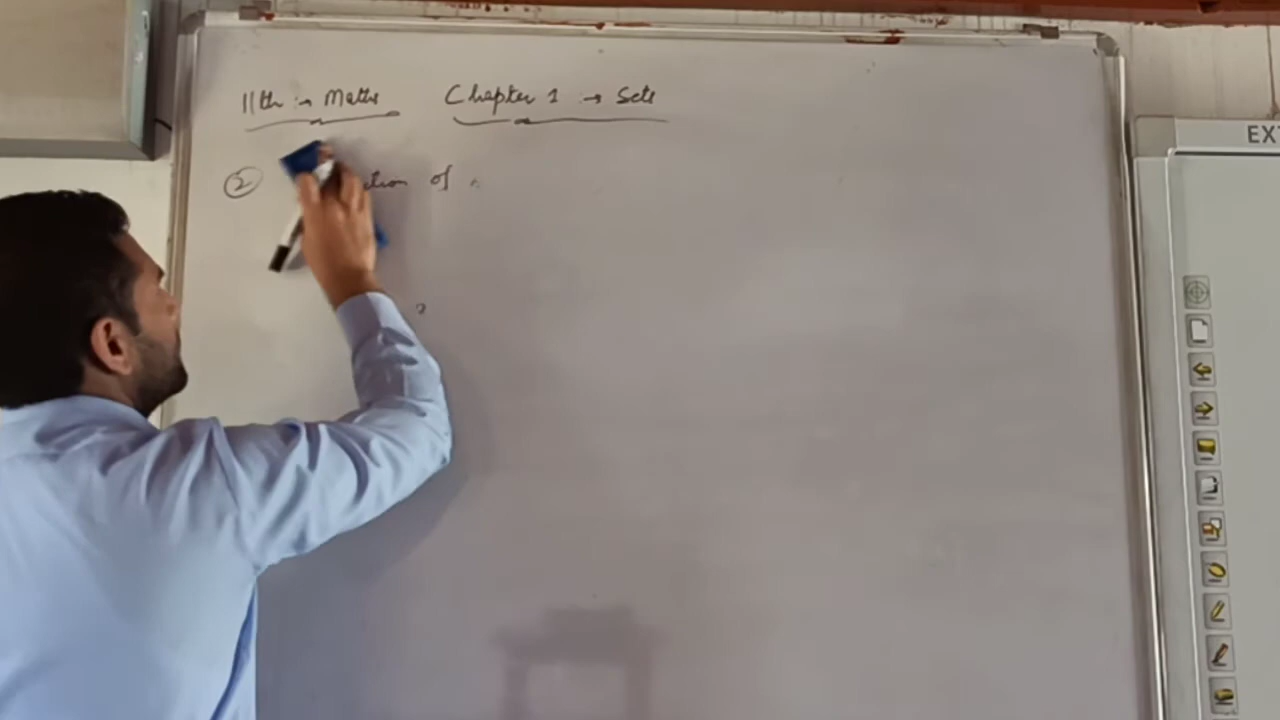 11th :→ Maths Chapter 1 :→ Sets
② of
EXT